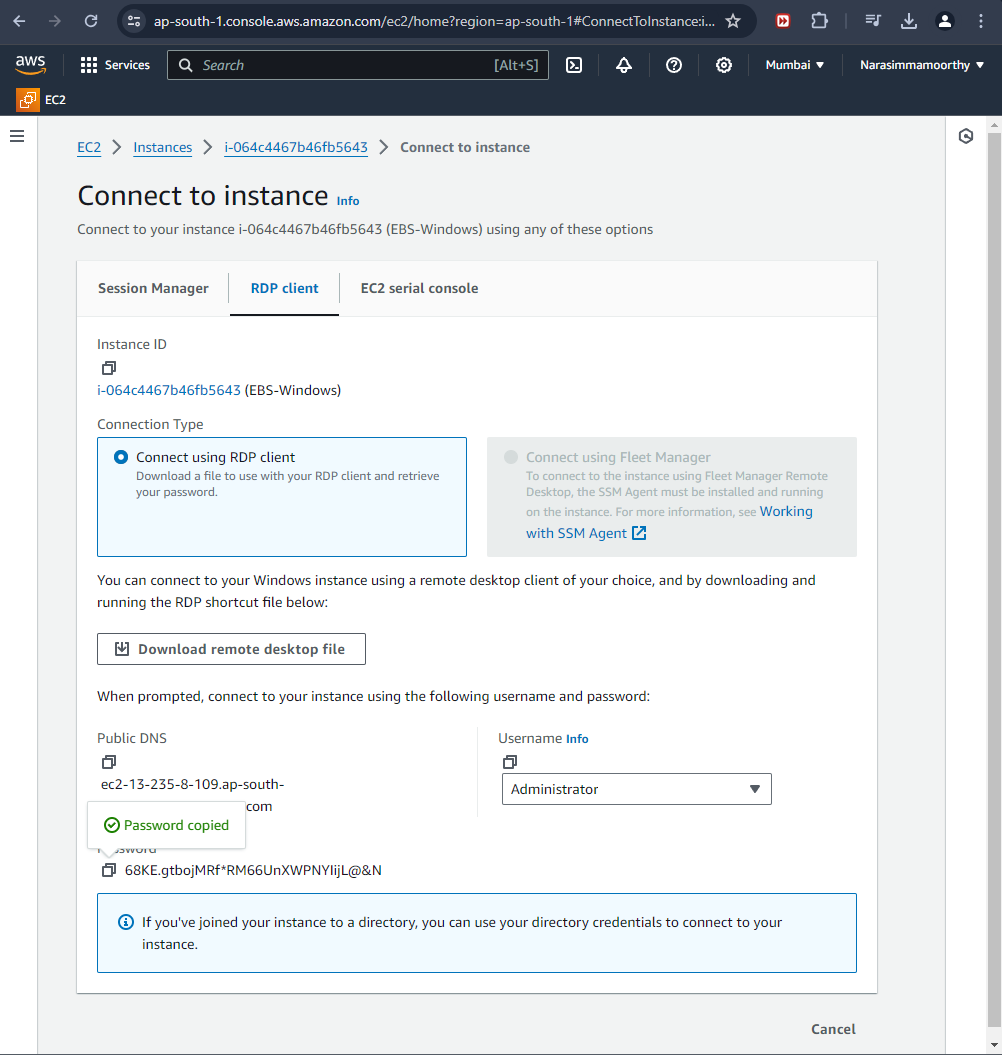 ap-south-1.console.aws.amazon.com/ec2/home?region=ap-south-1#ConnectToInstance:i...
aws
Services
Search
[Alt+S]
Mumbai
Narasimmamoorthy
EC2
EC2 > Instances > i-064c4467b46fb5643 > Connect to instance
Connect to instance Info
Connect to your instance i-064c4467b46fb5643 (EBS-Windows) using any of these options
Session Manager
RDP client
EC2 serial console
Instance ID
i-064c4467b46fb5643 (EBS-Windows)
Connection Type
Connect using RDP client
Download a file to use with your RDP client and retrieve
your password.
Connect using Fleet Manager
To connect to the instance using Fleet Manager Remote
Desktop, the SSM Agent must be installed and running
on the instance. For more information, see Working
with SSM Agent
You can connect to your Windows instance using a remote desktop client of your choice, and by downloading and
running the RDP shortcut file below:
Download remote desktop file
When prompted, connect to your instance using the following username and password:
Public DNS
ec2-13-235-8-109.ap-south-
com
Username Info
Administrator
Password copied
Password
68KE.gtbojMRf*RM66UnXWPNYIijL@&N
If you've joined your instance to a directory, you can use your directory credentials to connect to your
instance.
Cancel